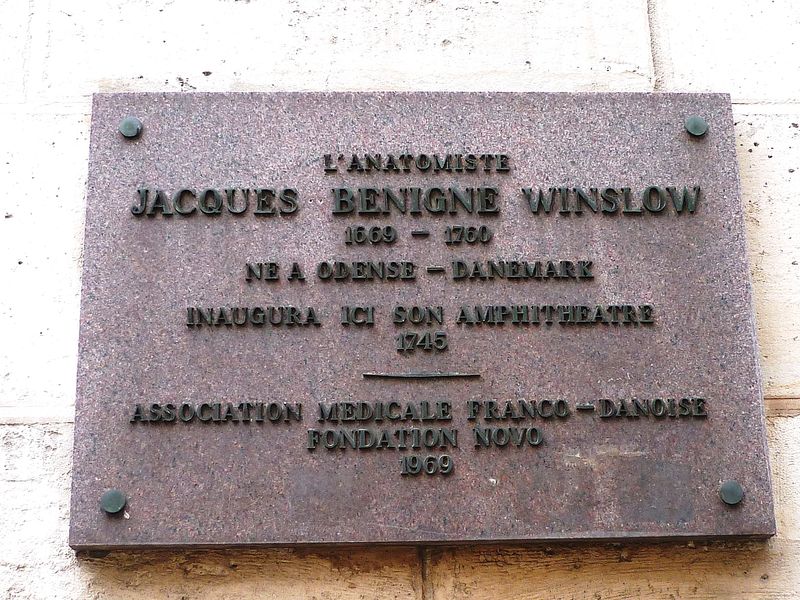 L'ANATOMISTE
JACQUES BENIGNE WINSLOW
1669 - 1760
NE A ODENSE - DANEMARK
INAUGURA ICI SON AMPHITHEATRE
1745
ASSOCIATION MEDICALE FRANCO - DANOISE
FONDATION NOVO
1969